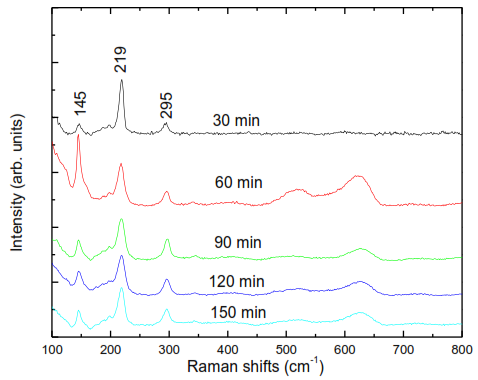 219
145
295
30 min
60 min
90 min
120 min
150 min
Intensity (arb. units)
100 200 300 400 500 600 700 800
Raman shifts (cm⁻¹)